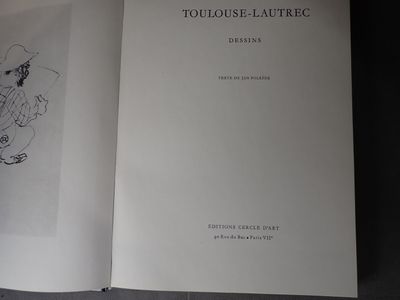 TOULOUSE-LAUTREC
DESSINS
TEXTE DE JAN POLÁŠEK
ÉDITIONS CERCLE D'ART
90 Rue du Bac • Paris VIIe